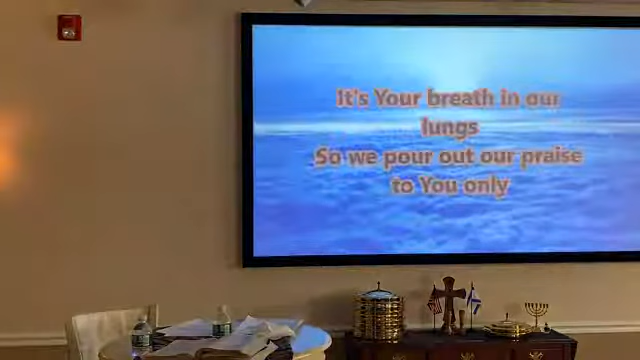 It's Your breath in our
lungs
So we pour out our praise
to You only